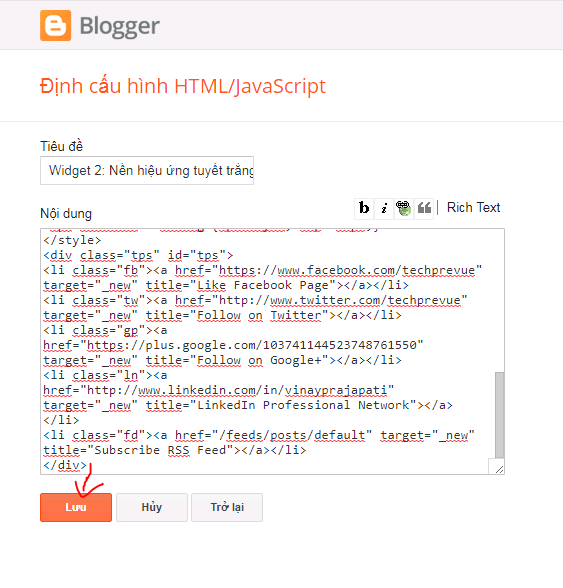 Blogger
Định cấu hình HTML/JavaScript
Tiêu đề
Widget 2: Nền hiệu ứng tuyết trắng
b i Rich Text
Nội dung
</style>
<div class="tps" id="tps">
<li class="fb"><a href="https://www.facebook.com/techprevue"
target="_new" title="Like Facebook Page"></a></li>
<li class="tw"><a href="http://www.twitter.com/techprevue"
target="_new" title="Follow on Twitter"></a></li>
<li class="gp"><a
href="https://plus.google.com/103741144523748761550"
target="_new" title="Follow on Google+"></a></li>
<li class="ln"><a
href="http://www.linkedin.com/in/vinayprajapati"
target="_new" title="LinkedIn Professional Network"></a>
</li>
<li class="fd"><a href="/feeds/posts/default" target="_new"
title="Subscribe RSS Feed"></a></li>
</div>
Lưu Hủy Trở lại